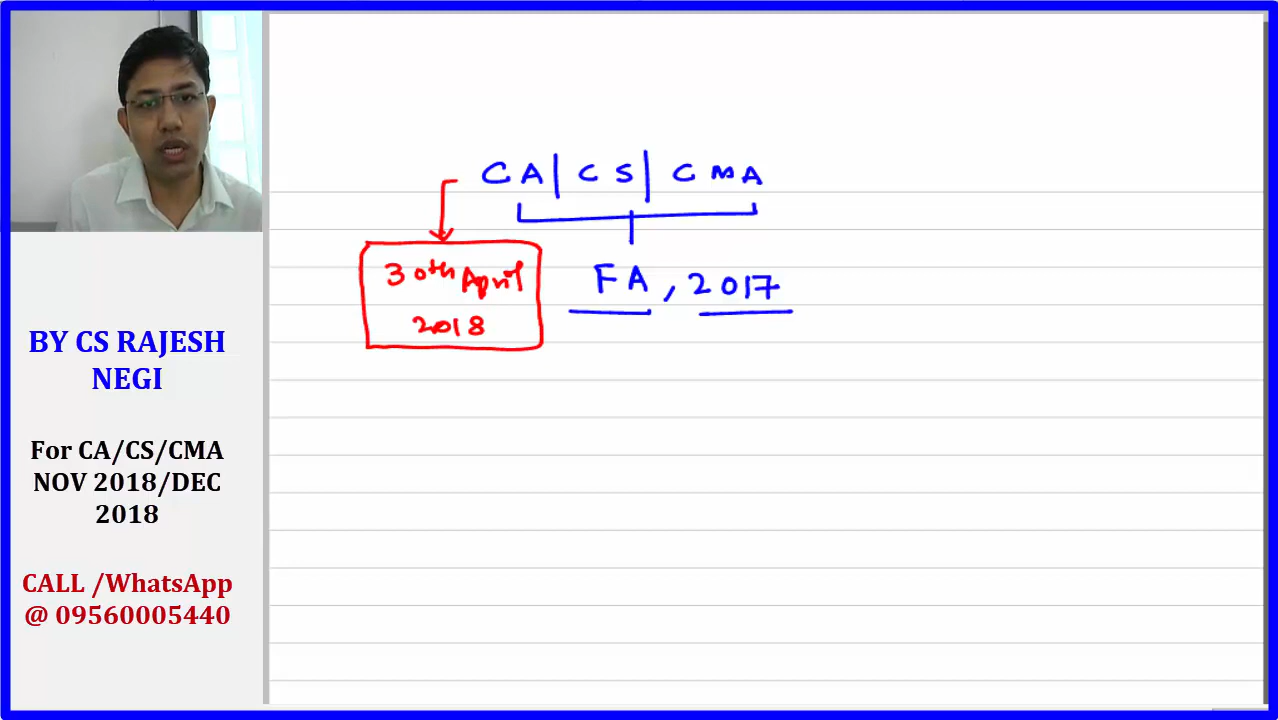 CA|CS|CMA
FA, 2017
30th April
2018
BY CS RAJESH
NEGI
For CA/CS/CMA
NOV 2018/DEC
2018
CALL /WhatsApp
@ 09560005440